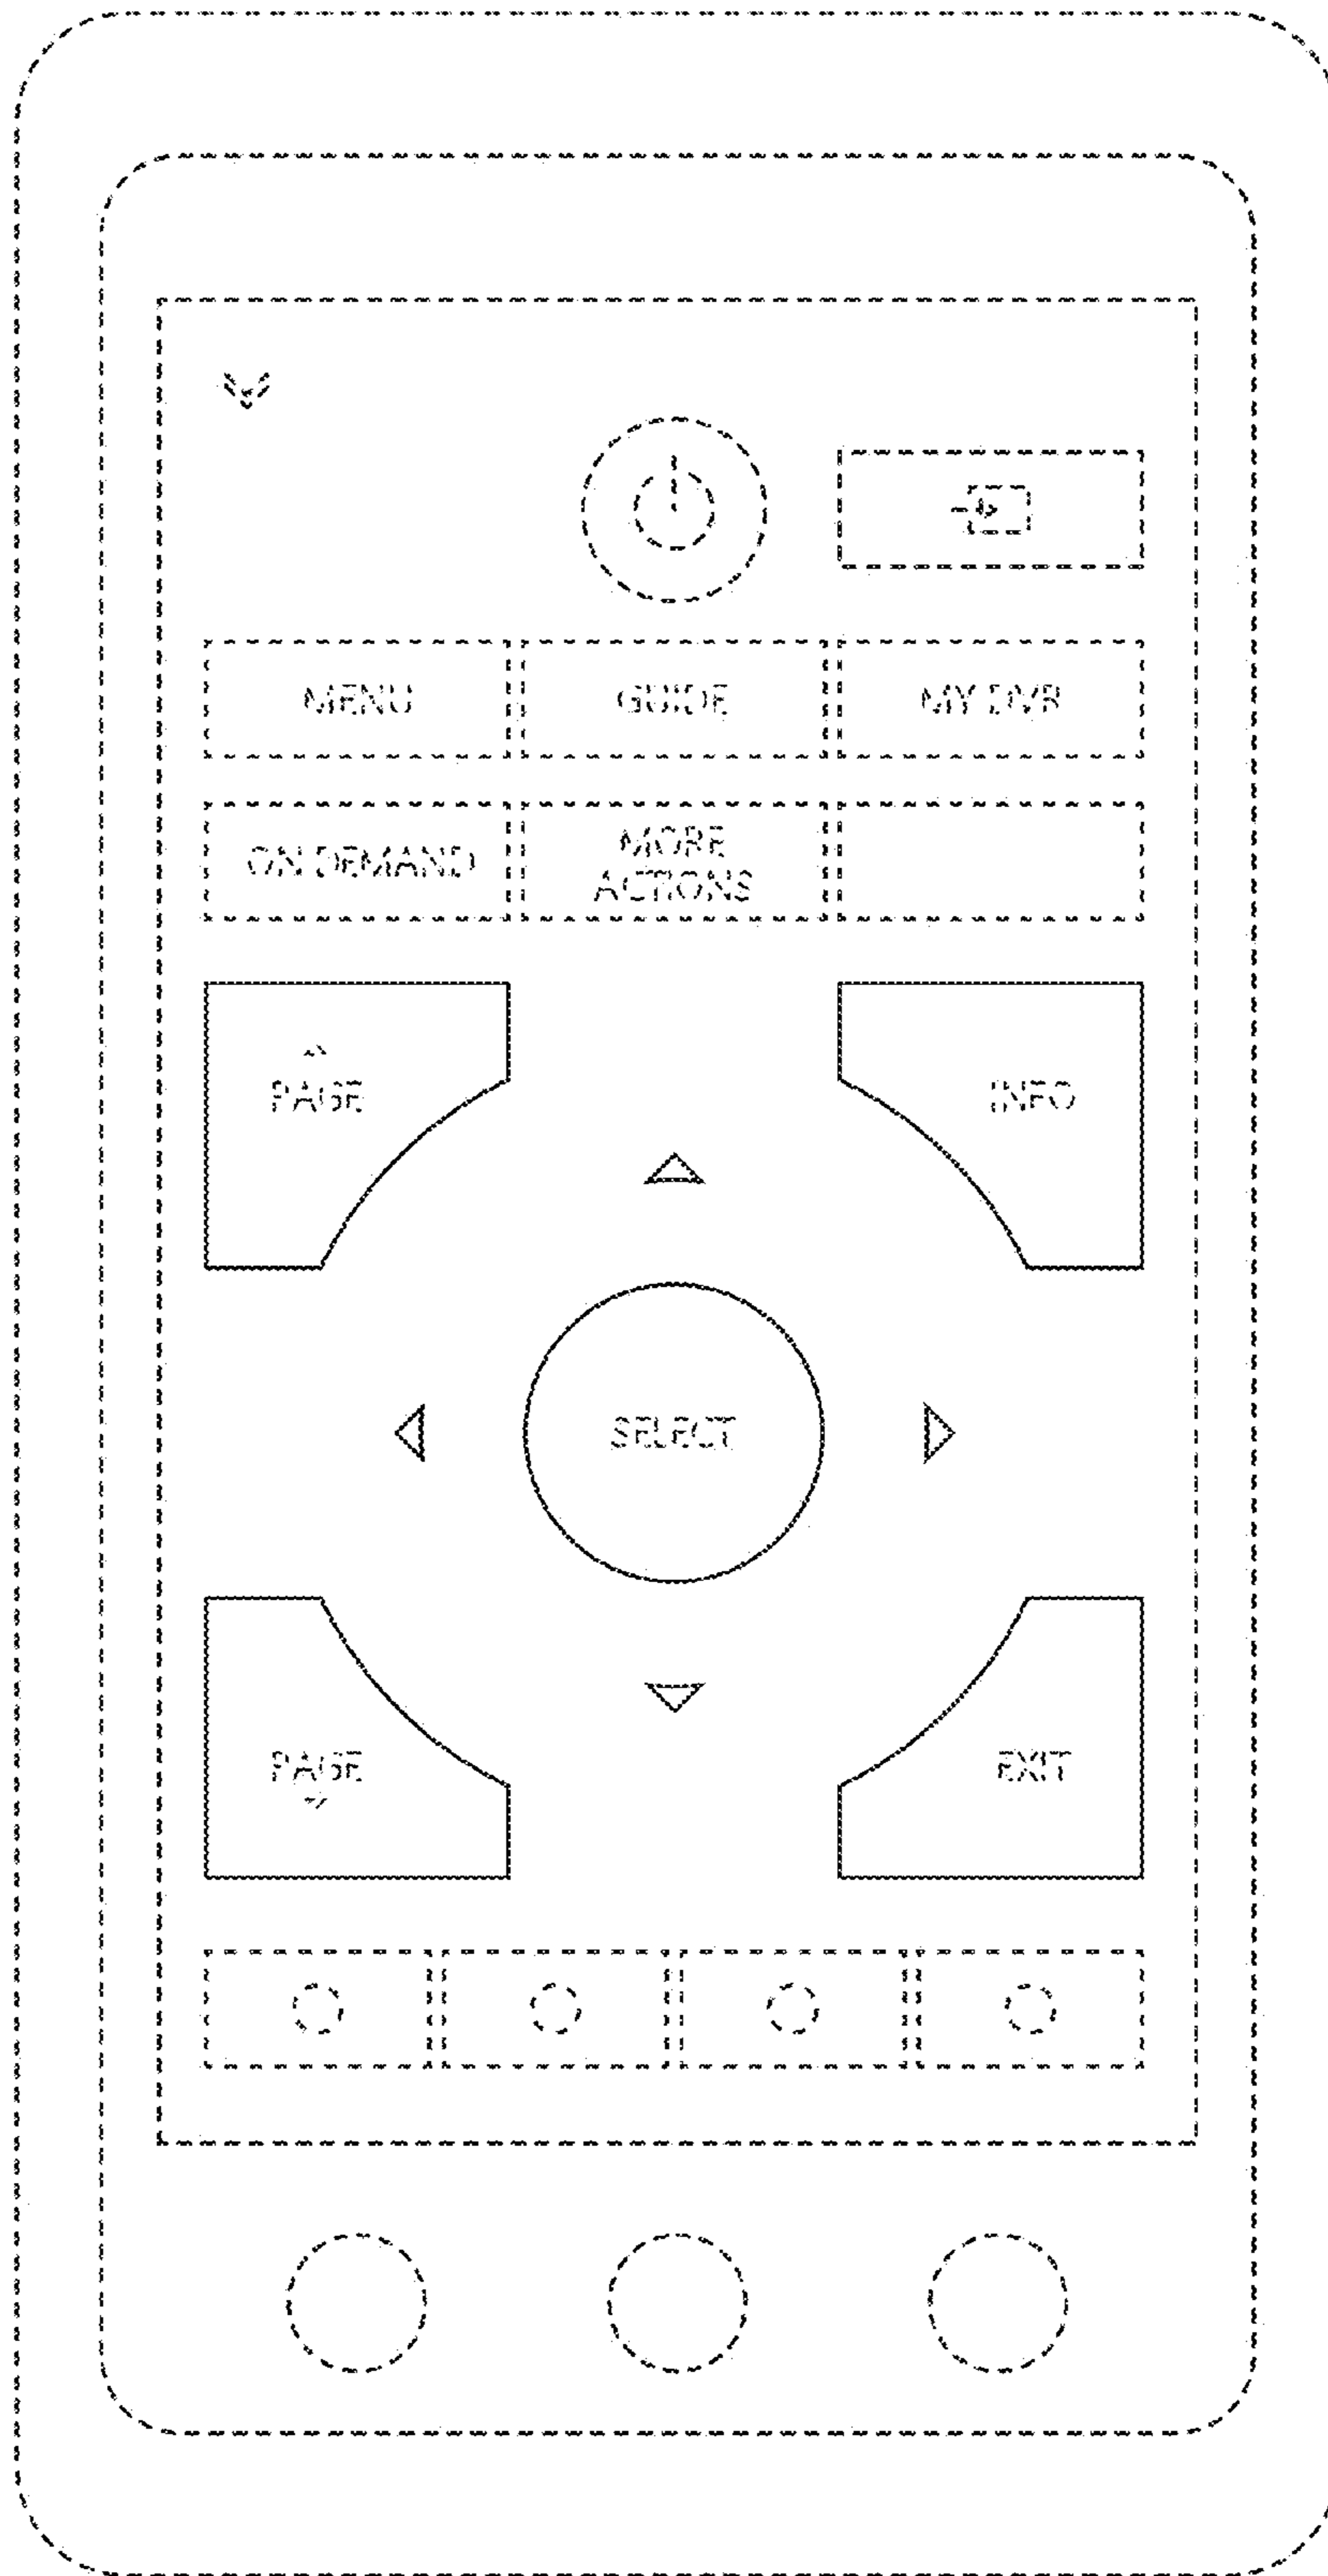 MENU
GUIDE
MY DVR
ON DEMAND
MORE
ACTIONS
PAGE
INFO
SELECT
PAGE
EXIT